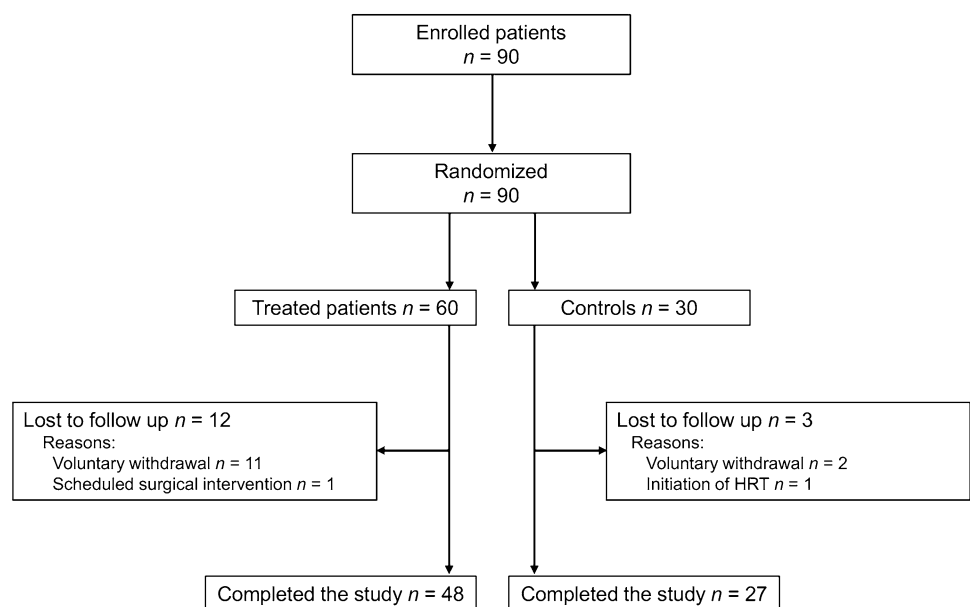 Enrolled patients
n = 90
Randomized
n = 90
Treated patients n = 60
Controls n = 30
Lost to follow up n = 12
Reasons:
Voluntary withdrawal n = 11
Scheduled surgical intervention n = 1
Lost to follow up n = 3
Reasons:
Voluntary withdrawal n = 2
Initiation of HRT n = 1
Completed the study n = 48
Completed the study n = 27